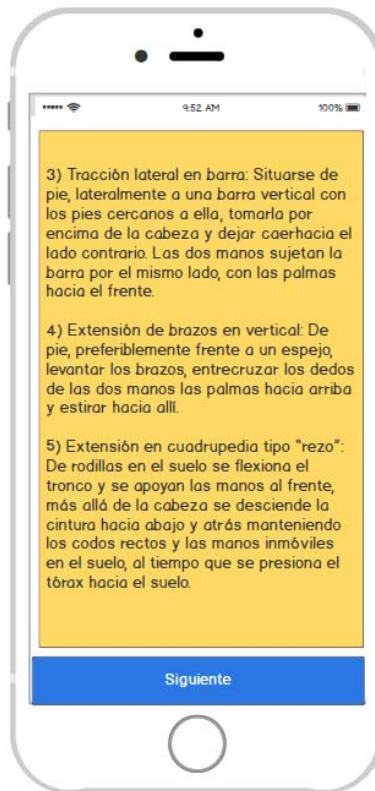 9:52 AM
100%
3) Tracción lateral en barra: Situarse de
pie, lateralmente a una barra vertical con
los pies cercanos a ella, tomarla por
encima de la cabeza y dejar caerhacia el
lado contrario. Las dos manos sujetan la
barra por el mismo lado, con las palmas
hacia el frente.
4) Extensión de brazos en vertical: De
pie, preferiblemente frente a un espejo,
levantar los brazos, entrecruzar los dedos
de las dos manos las palmas hacia arriba
y estirar hacia allí.
5) Extensión en cuadrupedia tipo "rezo":
De rodillas en el suelo se flexiona el
tronco y se apoyan las manos al frente,
más allá de la cabeza se desciende la
cintura hacia abajo y atrás manteniendo
los codos rectos y las manos inmóviles
en el suelo, al tiempo que se presiona el
tórax hacia el suelo.
Siguiente